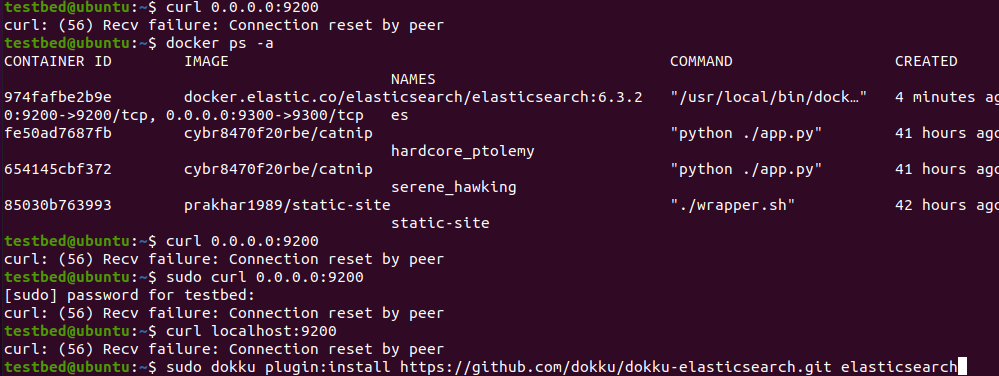 testbed@ubuntu:~$ curl 0.0.0.0:9200
curl: (56) Recv failure: Connection reset by peer
testbed@ubuntu:~$ docker ps -a
CONTAINER ID        IMAGE                                                 COMMAND                  CREATED
                                           NAMES
974fafbe2b9e        docker.elastic.co/elasticsearch/elasticsearch:6.3.2   "/usr/local/bin/dock…"   4 minutes ag
0:9200->9200/tcp, 0.0.0.0:9300->9300/tcp   es
fe50ad7687fb        cybr8470f20rbe/catnip                                 "python ./app.py"        41 hours ago
                                           hardcore_ptolemy
654145cbf372        cybr8470f20rbe/catnip                                 "python ./app.py"        41 hours ago
                                           serene_hawking
85030b763993        prakhar1989/static-site                               "./wrapper.sh"           42 hours ago
                                           static-site
testbed@ubuntu:~$ curl 0.0.0.0:9200
curl: (56) Recv failure: Connection reset by peer
testbed@ubuntu:~$ sudo curl 0.0.0.0:9200
[sudo] password for testbed:
curl: (56) Recv failure: Connection reset by peer
testbed@ubuntu:~$ curl localhost:9200
curl: (56) Recv failure: Connection reset by peer
testbed@ubuntu:~$ sudo dokku plugin:install https://github.com/dokku/dokku-elasticsearch.git elasticsearch